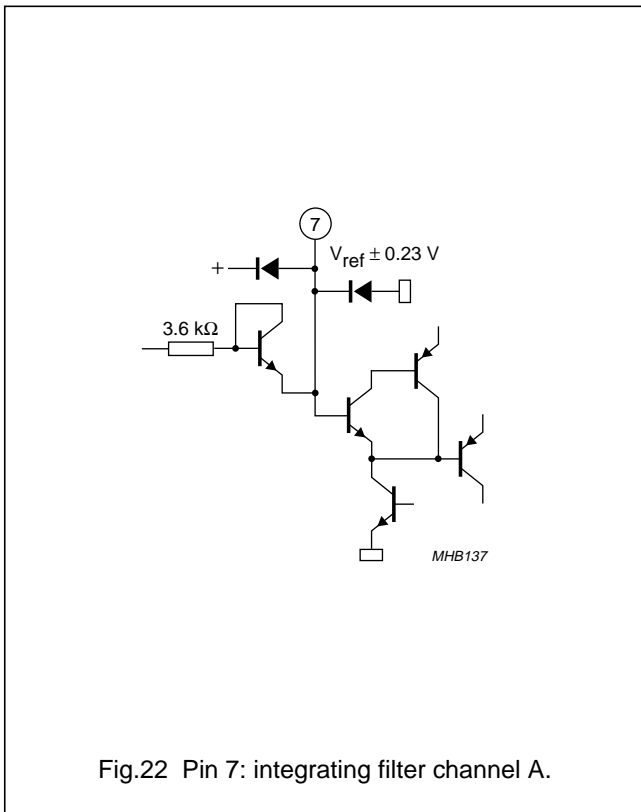 7
V_ref ± 0.23 V
+
3.6 kΩ
MHB137
Fig.22 Pin 7: integrating filter channel A.